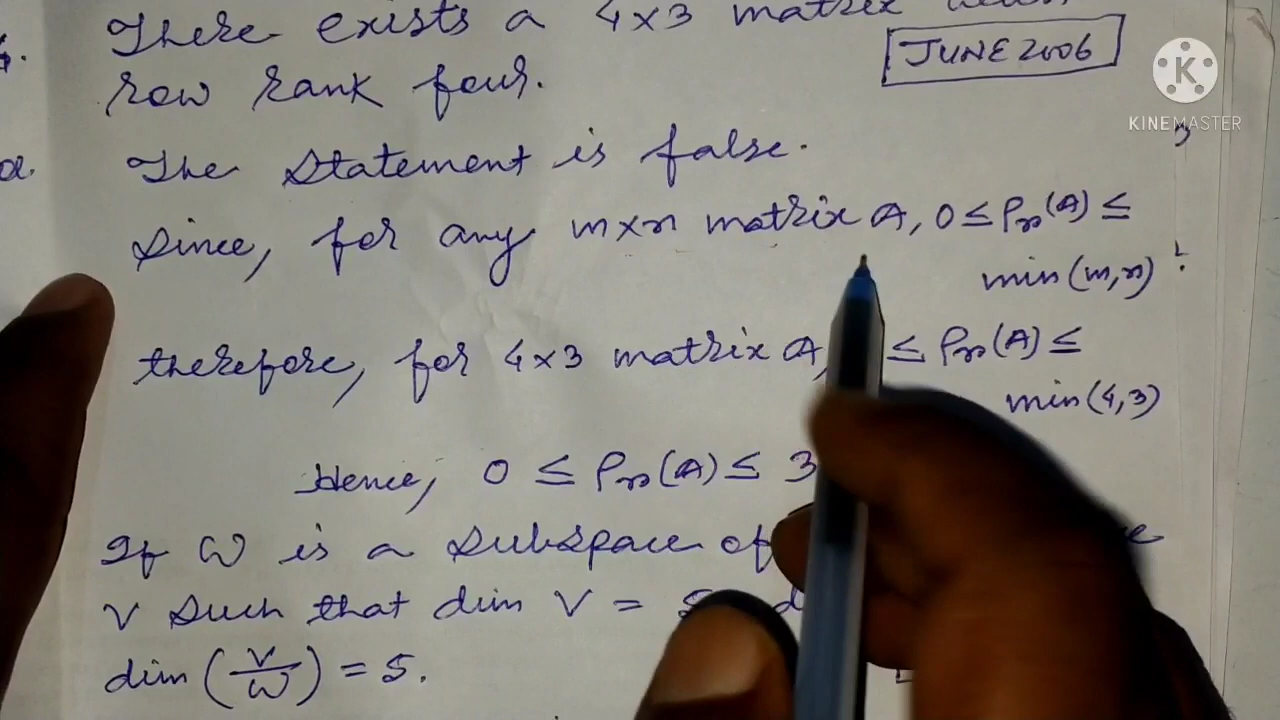 There exists a 4x3 matrix
row rank four.
JUNE 2006
KINEMASTER
The statement is false.
Since, for any m×n matrix A, 0 ≤ ρr(A) ≤
min(m,n)
therefore, for 4×3 matrix A, ≤ ρr(A) ≤
min(4,3)
Hence, 0 ≤ ρr(A) ≤ 3
If W is a subspace of
V such that dim V =
dim (V/W) = 5.